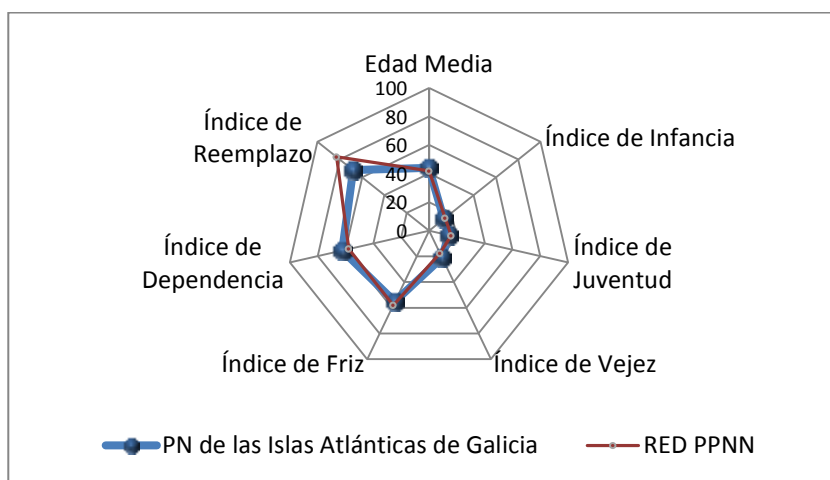 Edad Media
100
80
60
40
20
0
Índice de Infancia
Índice de
Juventud
Índice de Vejez
Índice de Friz
Índice de
Dependencia
Índice de
Reemplazo
PN de las Islas Atlánticas de Galicia
RED PPNN